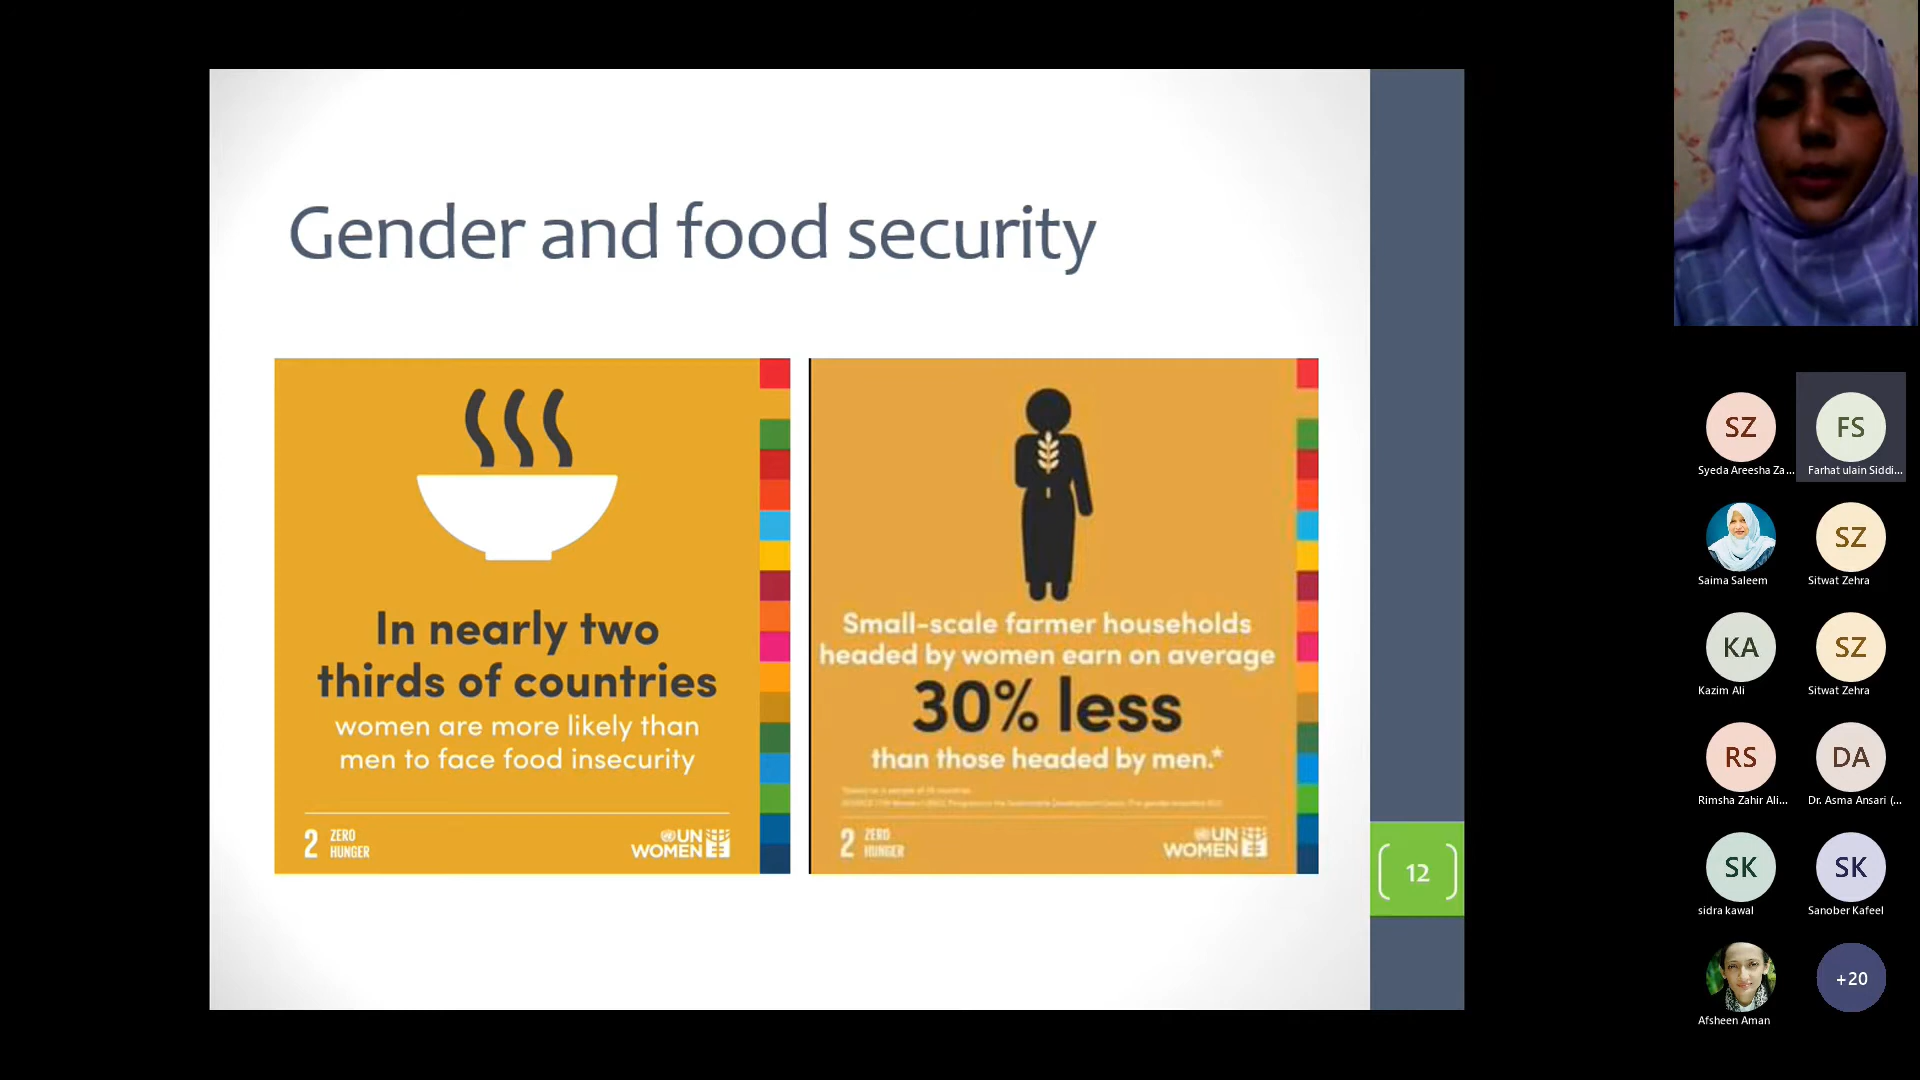 Gender and food security
In nearly two
thirds of countries
women are more likely than
men to face food insecurity
2 ZERO
HUNGER
UN
WOMEN
Small-scale farmer households
headed by women earn on average
30% less
than those headed by men.*
2 ZERO
HUNGER
UN
WOMEN
12
SZ
Syeda Areesha Za...
FS
Farhat ulain Siddi...
Saima Saleem
SZ
Sitwat Zehra
KA
Kazim Ali
SZ
Sitwat Zehra
RS
Rimsha Zahir Ali...
DA
Dr. Asma Ansari (...
SK
sidra kawal
SK
Sanober Kafeel
Afsheen Aman
+20